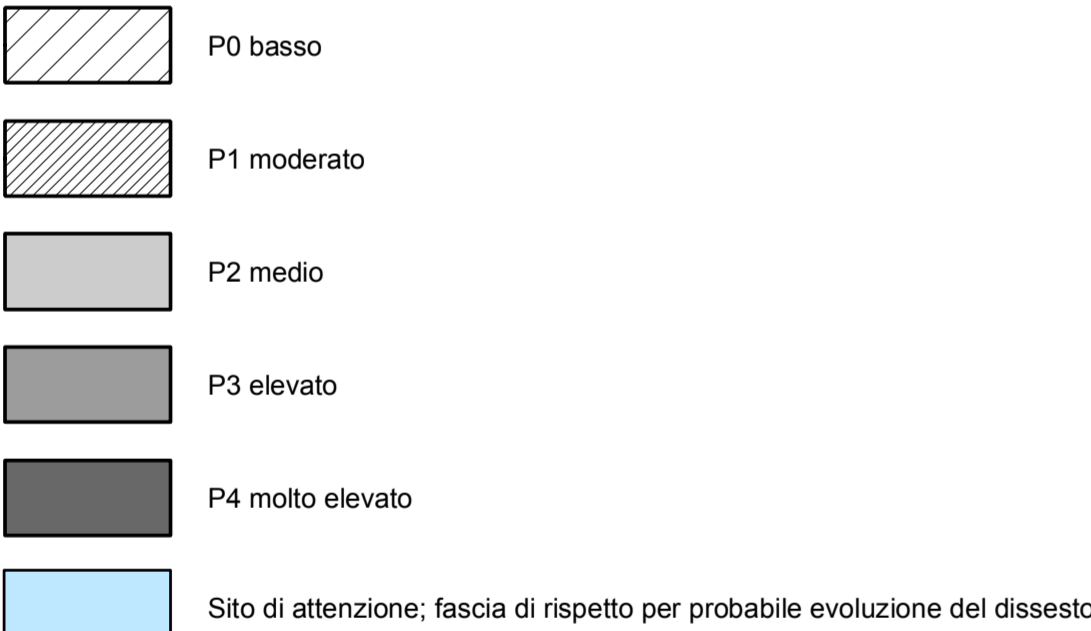 P0 basso
P1 moderato
P2 medio
P3 elevato
P4 molto elevato
Sito di attenzione; fascia di rispetto per probabile evoluzione del dissesto